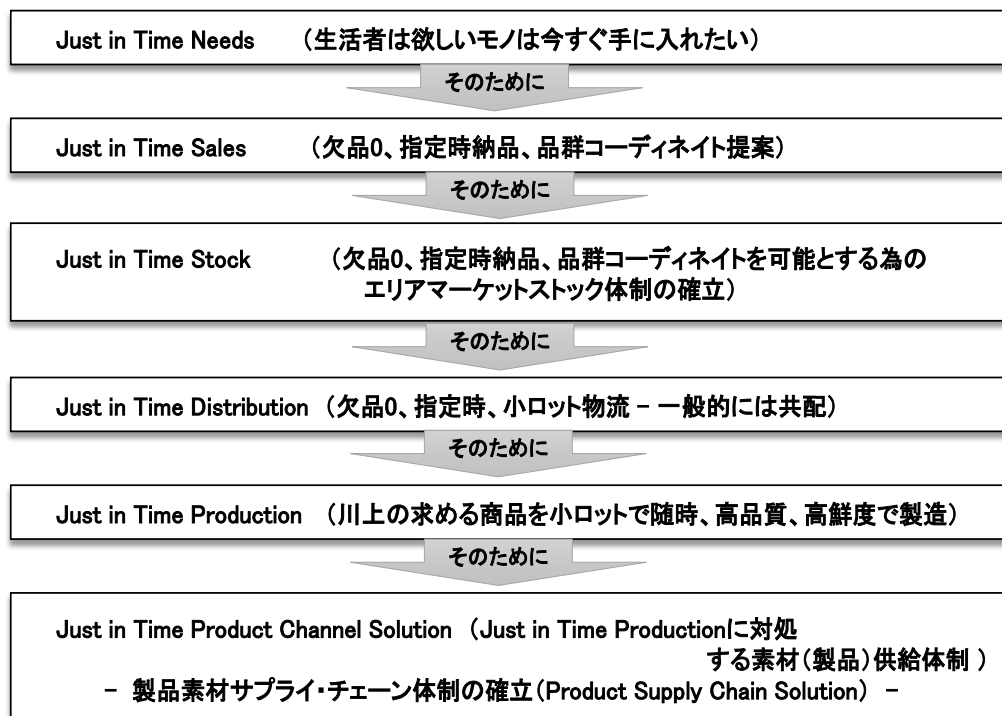 Just in Time Needs （生活者は欲しいモノは今すぐ手に入れたい）
そのために
Just in Time Sales （欠品0、指定時納品、品群コーディネイト提案）
そのために
Just in Time Stock （欠品0、指定時納品、品群コーディネイトを可能とする為の
エリアマーケットストック体制の確立）
そのために
Just in Time Distribution （欠品0、指定時、小ロット物流 － 一般的には共配）
そのために
Just in Time Production （川上の求める商品を小ロットで随時、高品質、高鮮度で製造）
そのために
Just in Time Product Channel Solution （Just in Time Productionに対処
する素材（製品）供給体制 ）
－ 製品素材サプライ・チェーン体制の確立（Product Supply Chain Solution） －